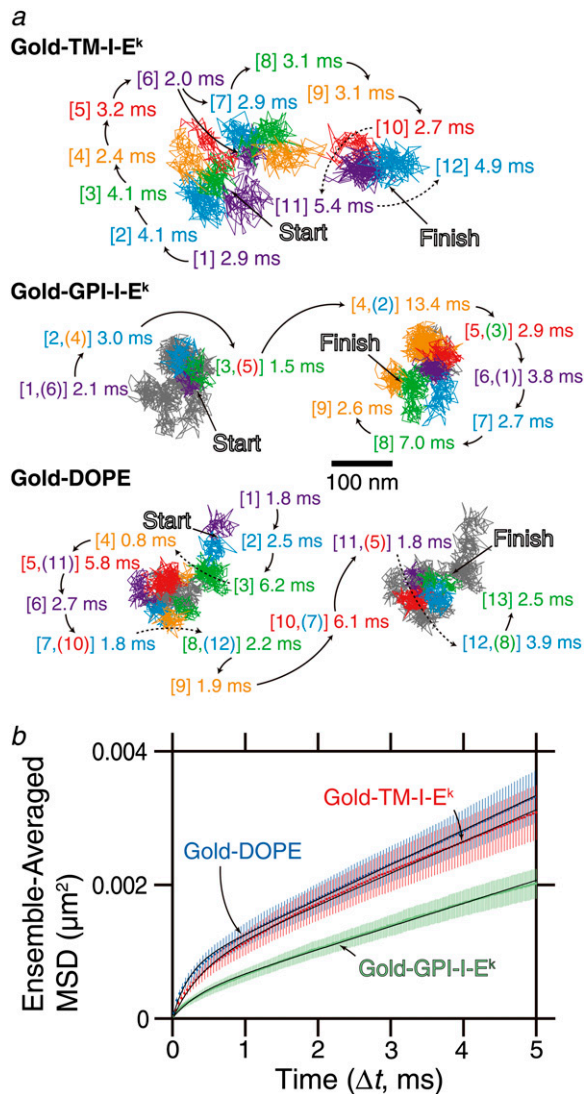 a
Gold-TM-I-Eᵏ
[6] 2.0 ms
[8] 3.1 ms
[5] 3.2 ms
[7] 2.9 ms
[9] 3.1 ms
[4] 2.4 ms
[10] 2.7 ms
[3] 4.1 ms
[12] 4.9 ms
[2] 4.1 ms
[11] 5.4 ms
Start
Finish
[1] 2.9 ms
Gold-GPI-I-Eᵏ
[4,(2)] 13.4 ms
[2,(4)] 3.0 ms
[5,(3)] 2.9 ms
[3,(5)] 1.5 ms
Finish
[1,(6)] 2.1 ms
[6,(1)] 3.8 ms
Start
[9] 2.6 ms
[7] 2.7 ms
[8] 7.0 ms
100 nm
Gold-DOPE
[1] 1.8 ms
Start
[4] 0.8 ms
[2] 2.5 ms
[11,(5)] 1.8 ms
Finish
[5,(11)] 5.8 ms
[3] 6.2 ms
[6] 2.7 ms
[10,(7)] 6.1 ms
[13] 2.5 ms
[7,(10)] 1.8 ms
[8,(12)] 2.2 ms
[12,(8)] 3.9 ms
[9] 1.9 ms
b
Ensemble-Averaged
MSD (μm²)
0.004
0.002
0
Gold-TM-I-Eᵏ
Gold-DOPE
Gold-GPI-I-Eᵏ
0 1 2 3 4 5
Time (Δt, ms)